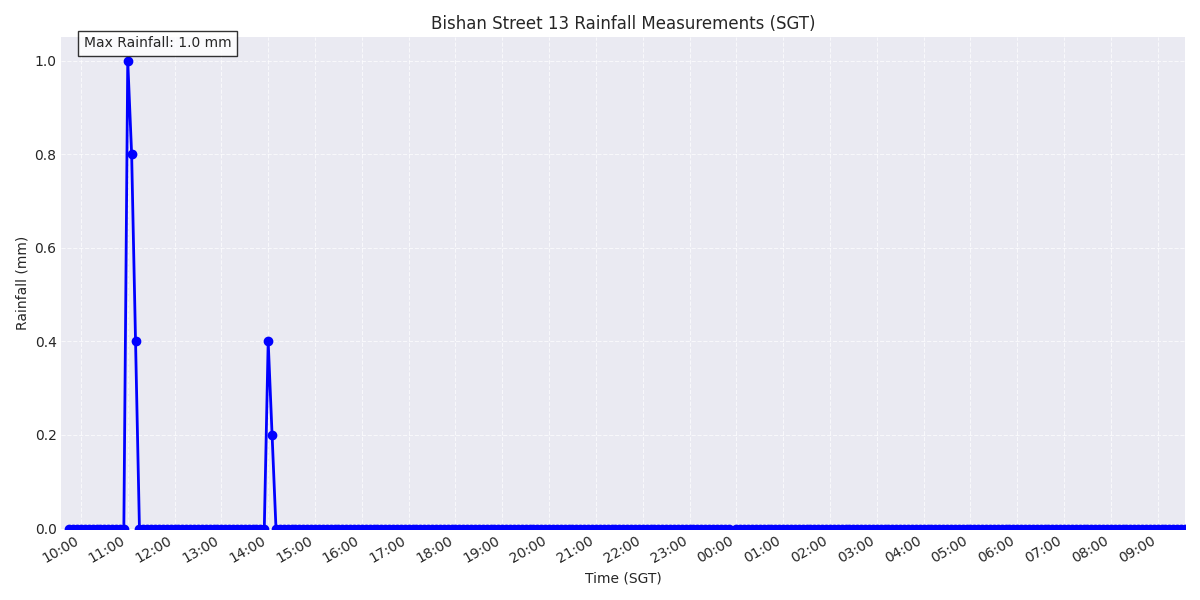 Bishan Street 13 Rainfall Measurements (SGT)
Max Rainfall: 1.0 mm
1.0
0.8
0.6
0.4
0.2
0.0
Rainfall (mm)
10:00 11:00 12:00 13:00 14:00 15:00 16:00 17:00 18:00 19:00 20:00 21:00 22:00 23:00 00:00 01:00 02:00 03:00 04:00 05:00 06:00 07:00 08:00 09:00
Time (SGT)